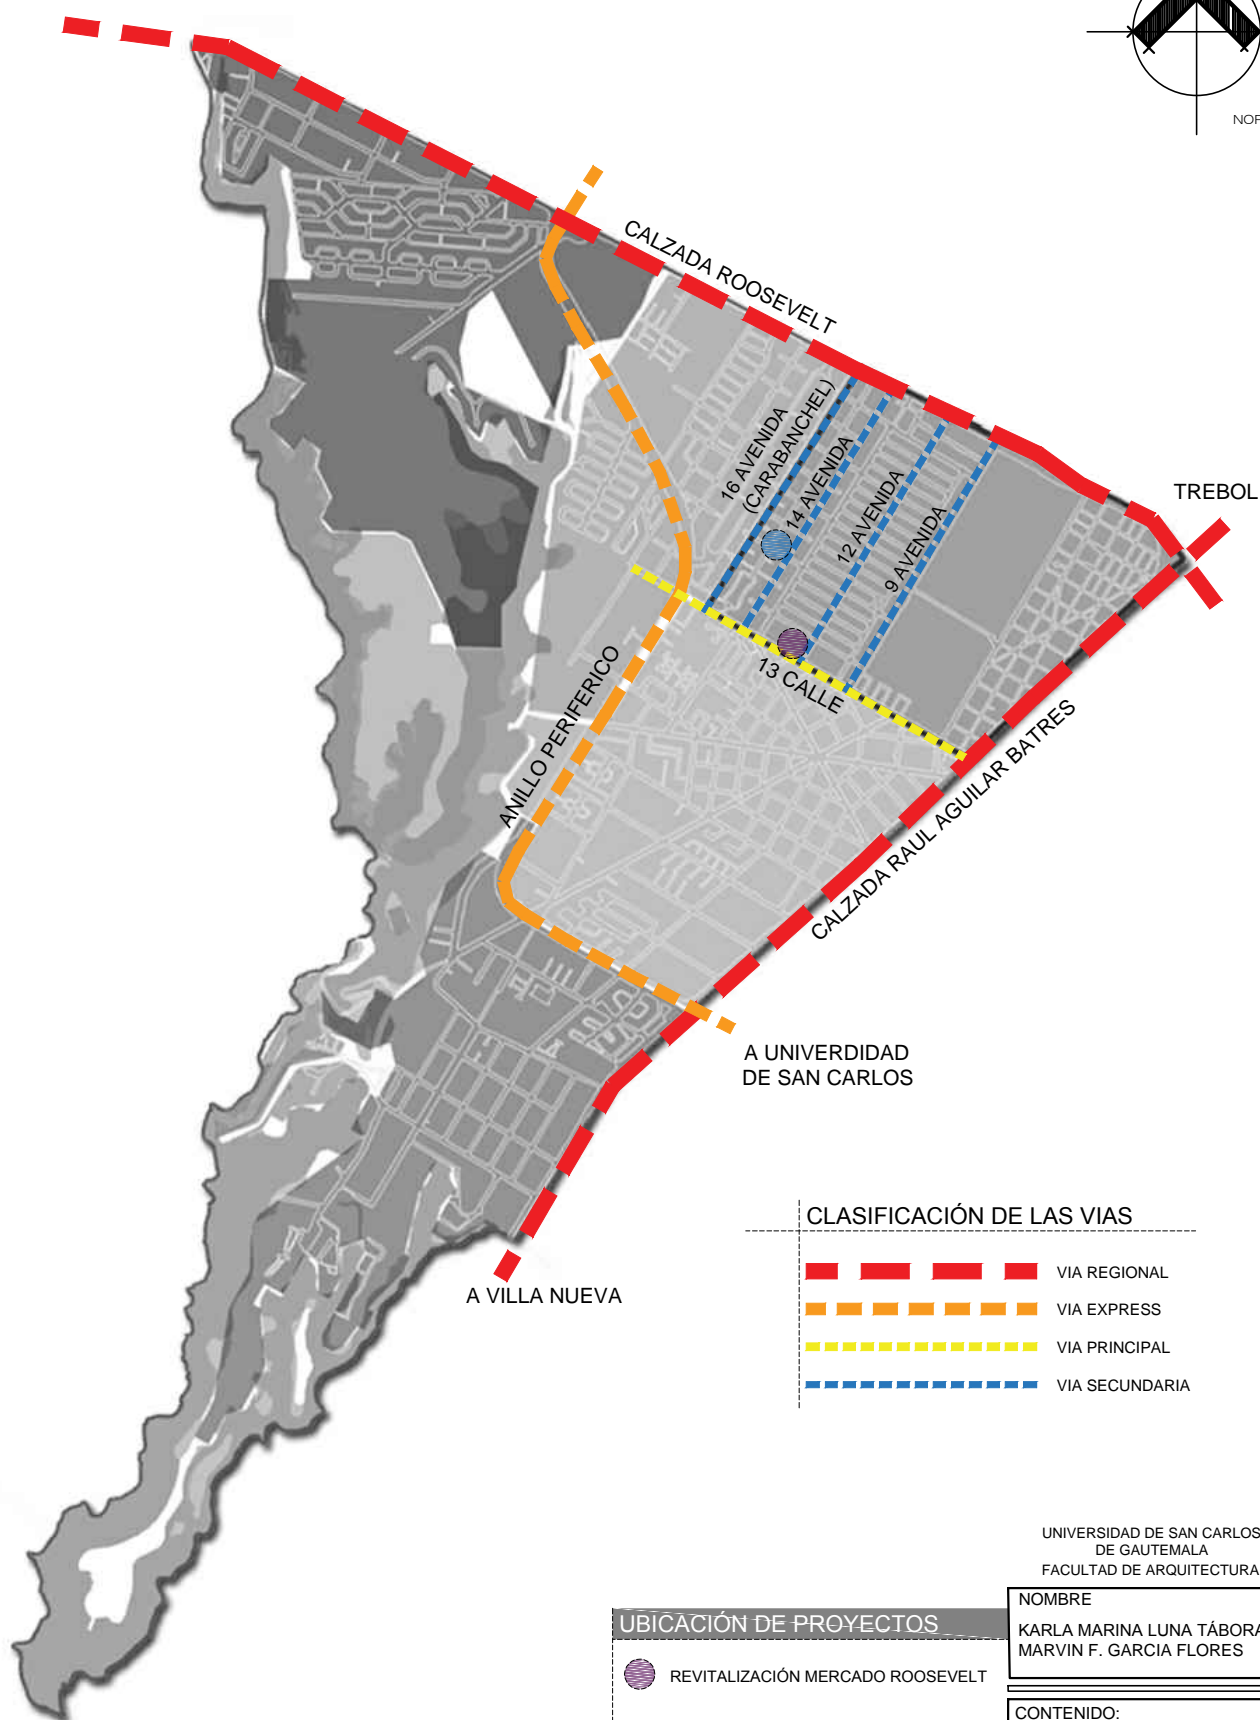 NOR
CALZADA ROOSEVELT
16 AVENIDA
(CARABANCHEL)
14 AVENIDA
12 AVENIDA
9 AVENIDA
TREBOL
13 CALLE
ANILLO PERIFERICO
CALZADA RAUL AGUILAR BATRES
A UNIVERDIDAD
DE SAN CARLOS
A VILLA NUEVA
CLASIFICACIÓN DE LAS VIAS
VIA REGIONAL
VIA EXPRESS
VIA PRINCIPAL
VIA SECUNDARIA
UNIVERSIDAD DE SAN CARLOS
DE GAUTEMALA
FACULTAD DE ARQUITECTURA
NOMBRE
KARLA MARINA LUNA TÁBORA
MARVIN F. GARCIA FLORES
UBICACIÓN DE PROYECTOS
REVITALIZACIÓN MERCADO ROOSEVELT
CONTENIDO: